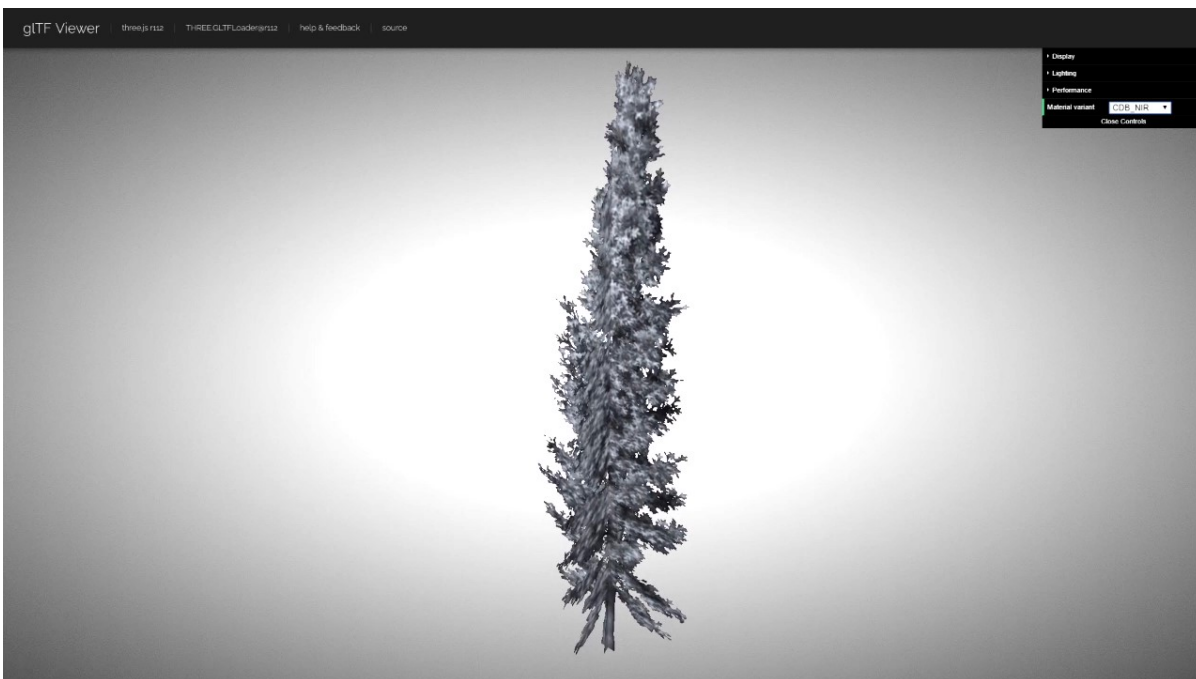 glTF Viewer | three.js r112 | THREE.GLTFLoader@r112 | help & feedback | source
Display
Lighting
Performance
Material variant CDB_NIR
Close Controls